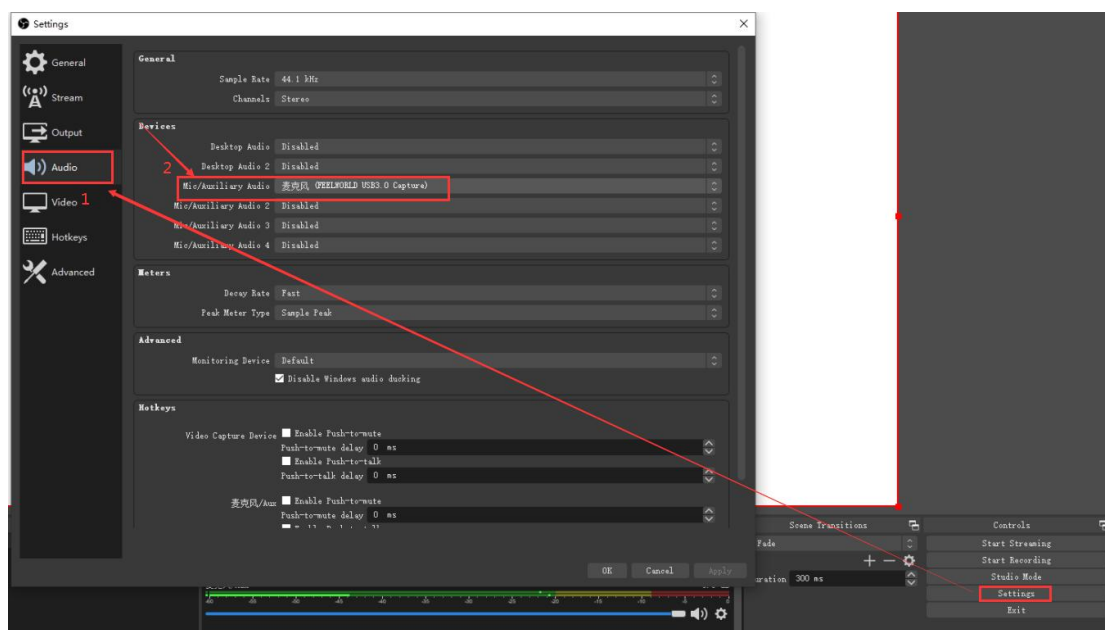 Settings
General
Stream
Output
Audio
Video
Hotkeys
Advanced
1
2
General
Sample Rate 44.1 kHz
Channels Stereo
Devices
Desktop Audio Disabled
Desktop Audio 2 Disabled
Mic/Auxiliary Audio 麦克风 (FEELWORLD USB3.0 Capture)
Mic/Auxiliary Audio 2 Disabled
Mic/Auxiliary Audio 3 Disabled
Mic/Auxiliary Audio 4 Disabled
Meters
Decay Rate Fast
Peak Meter Type Sample Peak
Advanced
Monitoring Device Default
Disable Windows audio ducking
Hotkeys
Video Capture Device Enable Push-to-mute
Push-to-mute delay 0 ms
Enable Push-to-talk
Push-to-talk delay 0 ms
麦克风/Aux Enable Push-to-mute
Push-to-mute delay 0 ms
OK Cancel Apply
Scene Transitions
Fade
300 ms
Controls
Start Streaming
Start Recording
Studio Mode
Settings
Exit